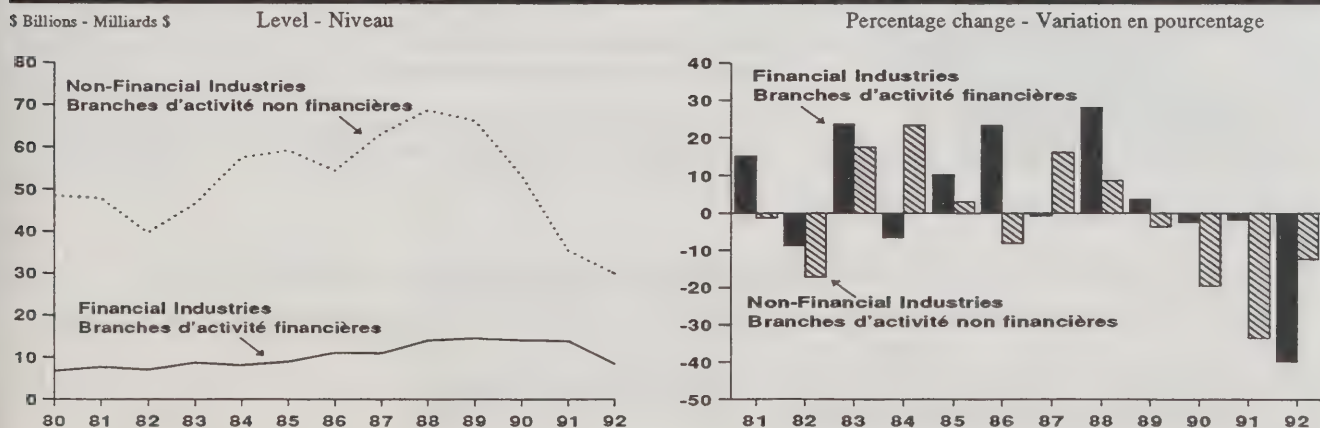 $ Billions - Milliards $
Level - Niveau
80
70
60
50
40
30
20
10
0
Non-Financial Industries
Branches d'activité non financières
Financial Industries
Branches d'activité financières
80 81 82 83 84 85 86 87 88 89 90 91 92
Percentage change - Variation en pourcentage
40
30
20
10
0
-10
-20
-30
-40
-50
Financial Industries
Branches d'activité financières
Non-Financial Industries
Branches d'activité non financières
81 82 83 84 85 86 87 88 89 90 91 92